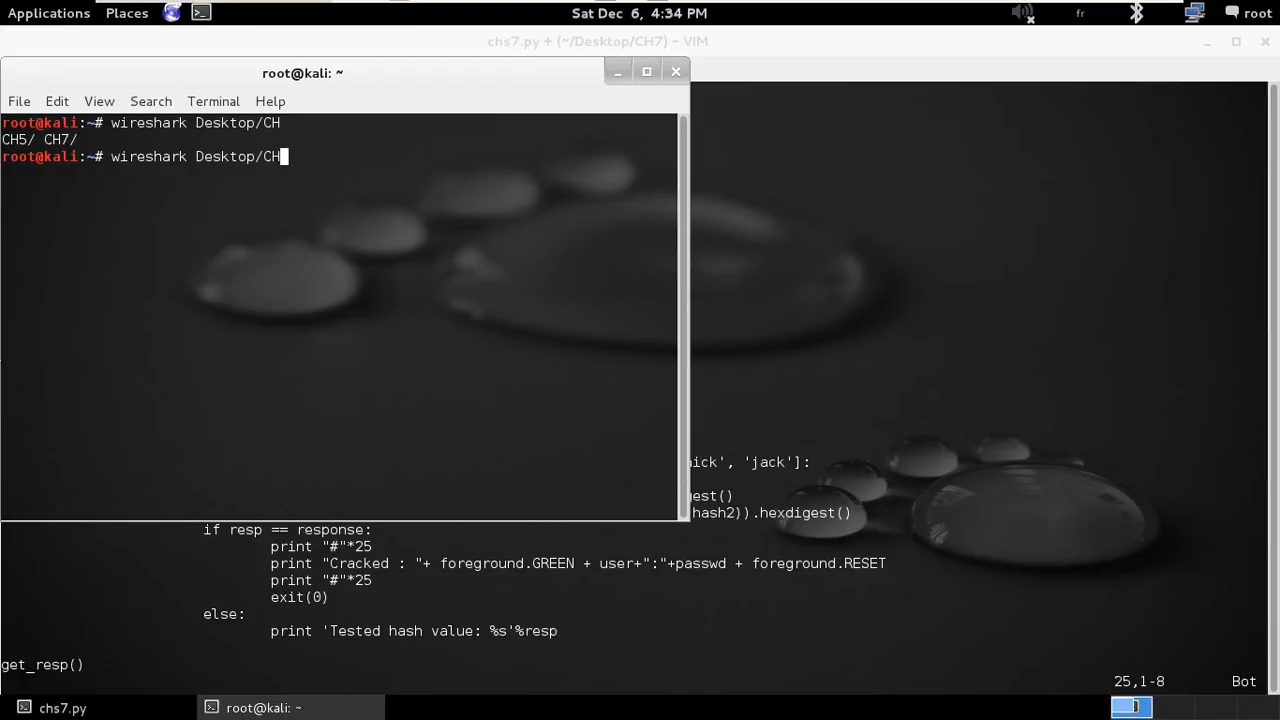 Applications Places Sat Dec 6, 4:34 PM fr root
chs7.py + (~/Desktop/CH7) – VIM
root@kali: ~
File Edit View Search Terminal Help
root@kali:~# wireshark Desktop/CH
CH5/ CH7/
root@kali:~# wireshark Desktop/CH
ick', 'jack']:
gest()
hash2)).hexdigest()
if resp == response:
print "#"*25
print "Cracked : "+ foreground.GREEN + user+":"+passwd + foreground.RESET
print "#"*25
exit(0)
else:
print 'Tested hash value: %s'%resp
get_resp()
25,1-8 Bot
chs7.py root@kali: ~